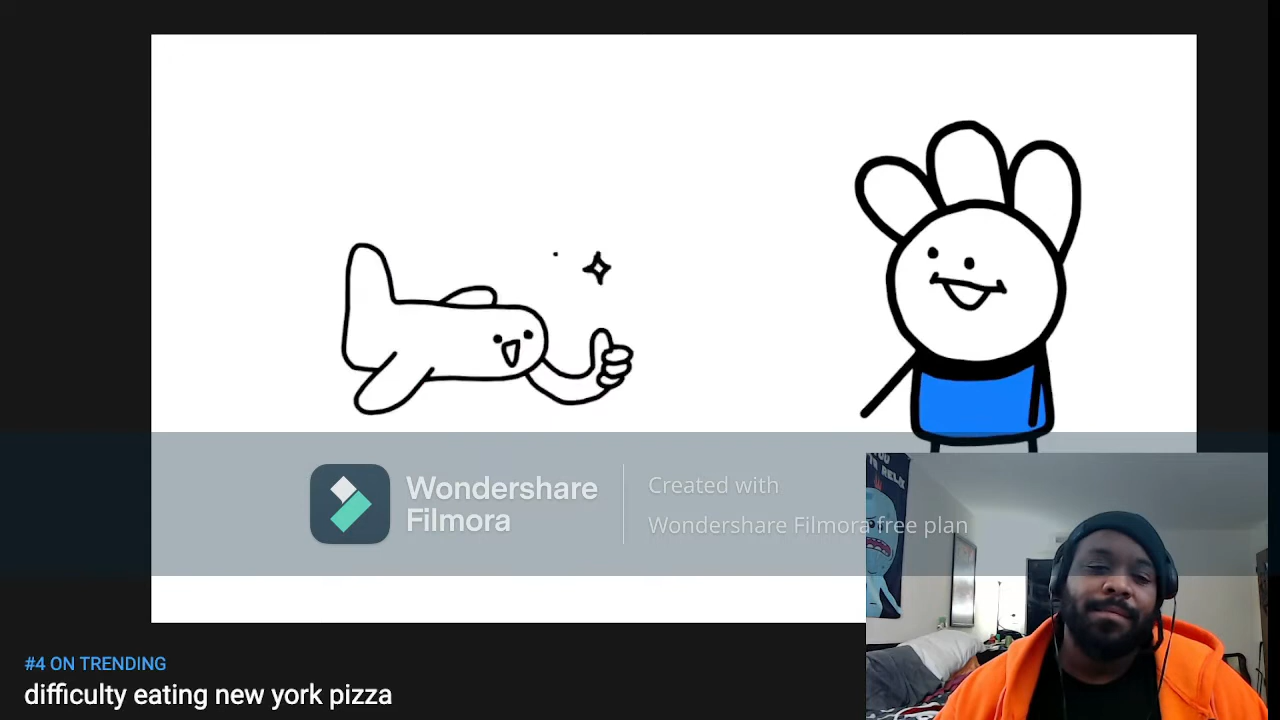 Wondershare
Filmora
Created with
Wondershare Filmora free plan
#4 ON TRENDING
difficulty eating new york pizza